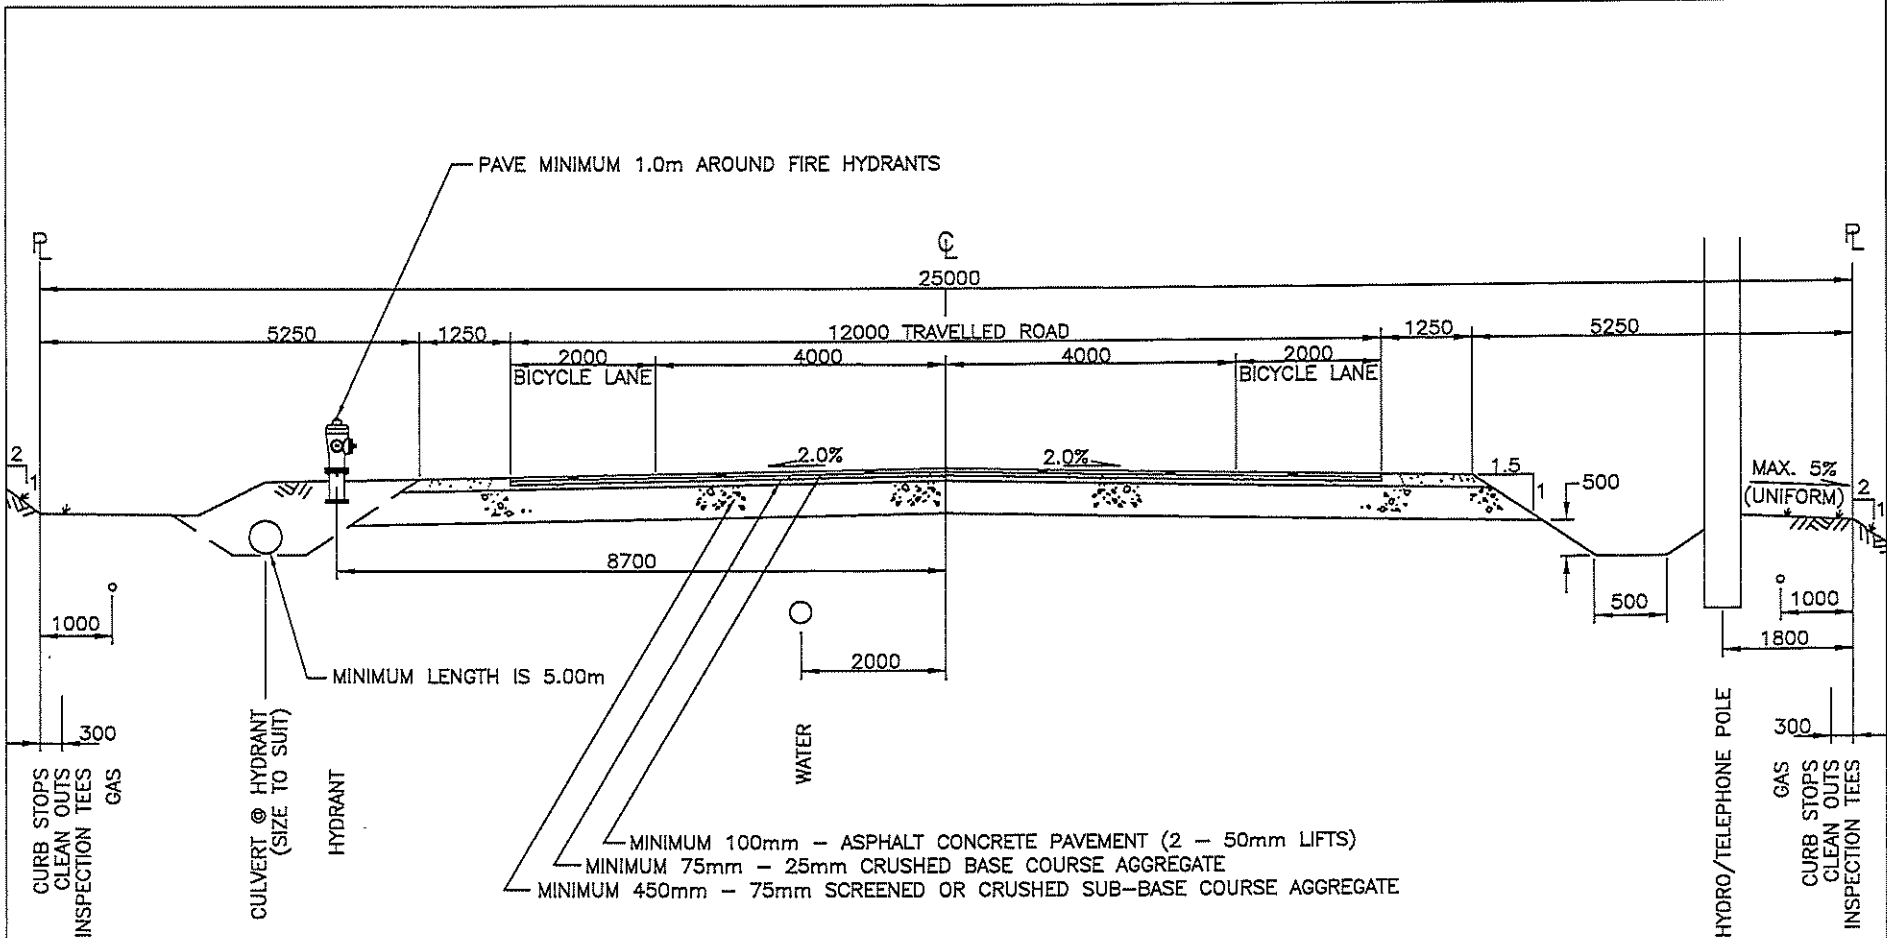 PAVE MINIMUM 1.0m AROUND FIRE HYDRANTS
PL
CL
PL
25000
5250
1250
12000 TRAVELLED ROAD
1250
5250
2000
4000
4000
2000
BICYCLE LANE
BICYCLE LANE
2
1
2.0%
2.0%
1.5
1
500
MAX. 5%
(UNIFORM)
2
1
8700
500
1000
1000
1800
2000
MINIMUM LENGTH IS 5.00m
300
300
CURB STOPS
CLEAN OUTS
INSPECTION TEES
GAS
CULVERT @ HYDRANT
(SIZE TO SUIT)
HYDRANT
WATER
HYDRO/TELEPHONE POLE
GAS
CURB STOPS
CLEAN OUTS
INSPECTION TEES
MINIMUM 100mm – ASPHALT CONCRETE PAVEMENT (2 – 50mm LIFTS)
MINIMUM 75mm – 25mm CRUSHED BASE COURSE AGGREGATE
MINIMUM 450mm – 75mm SCREENED OR CRUSHED SUB–BASE COURSE AGGREGATE